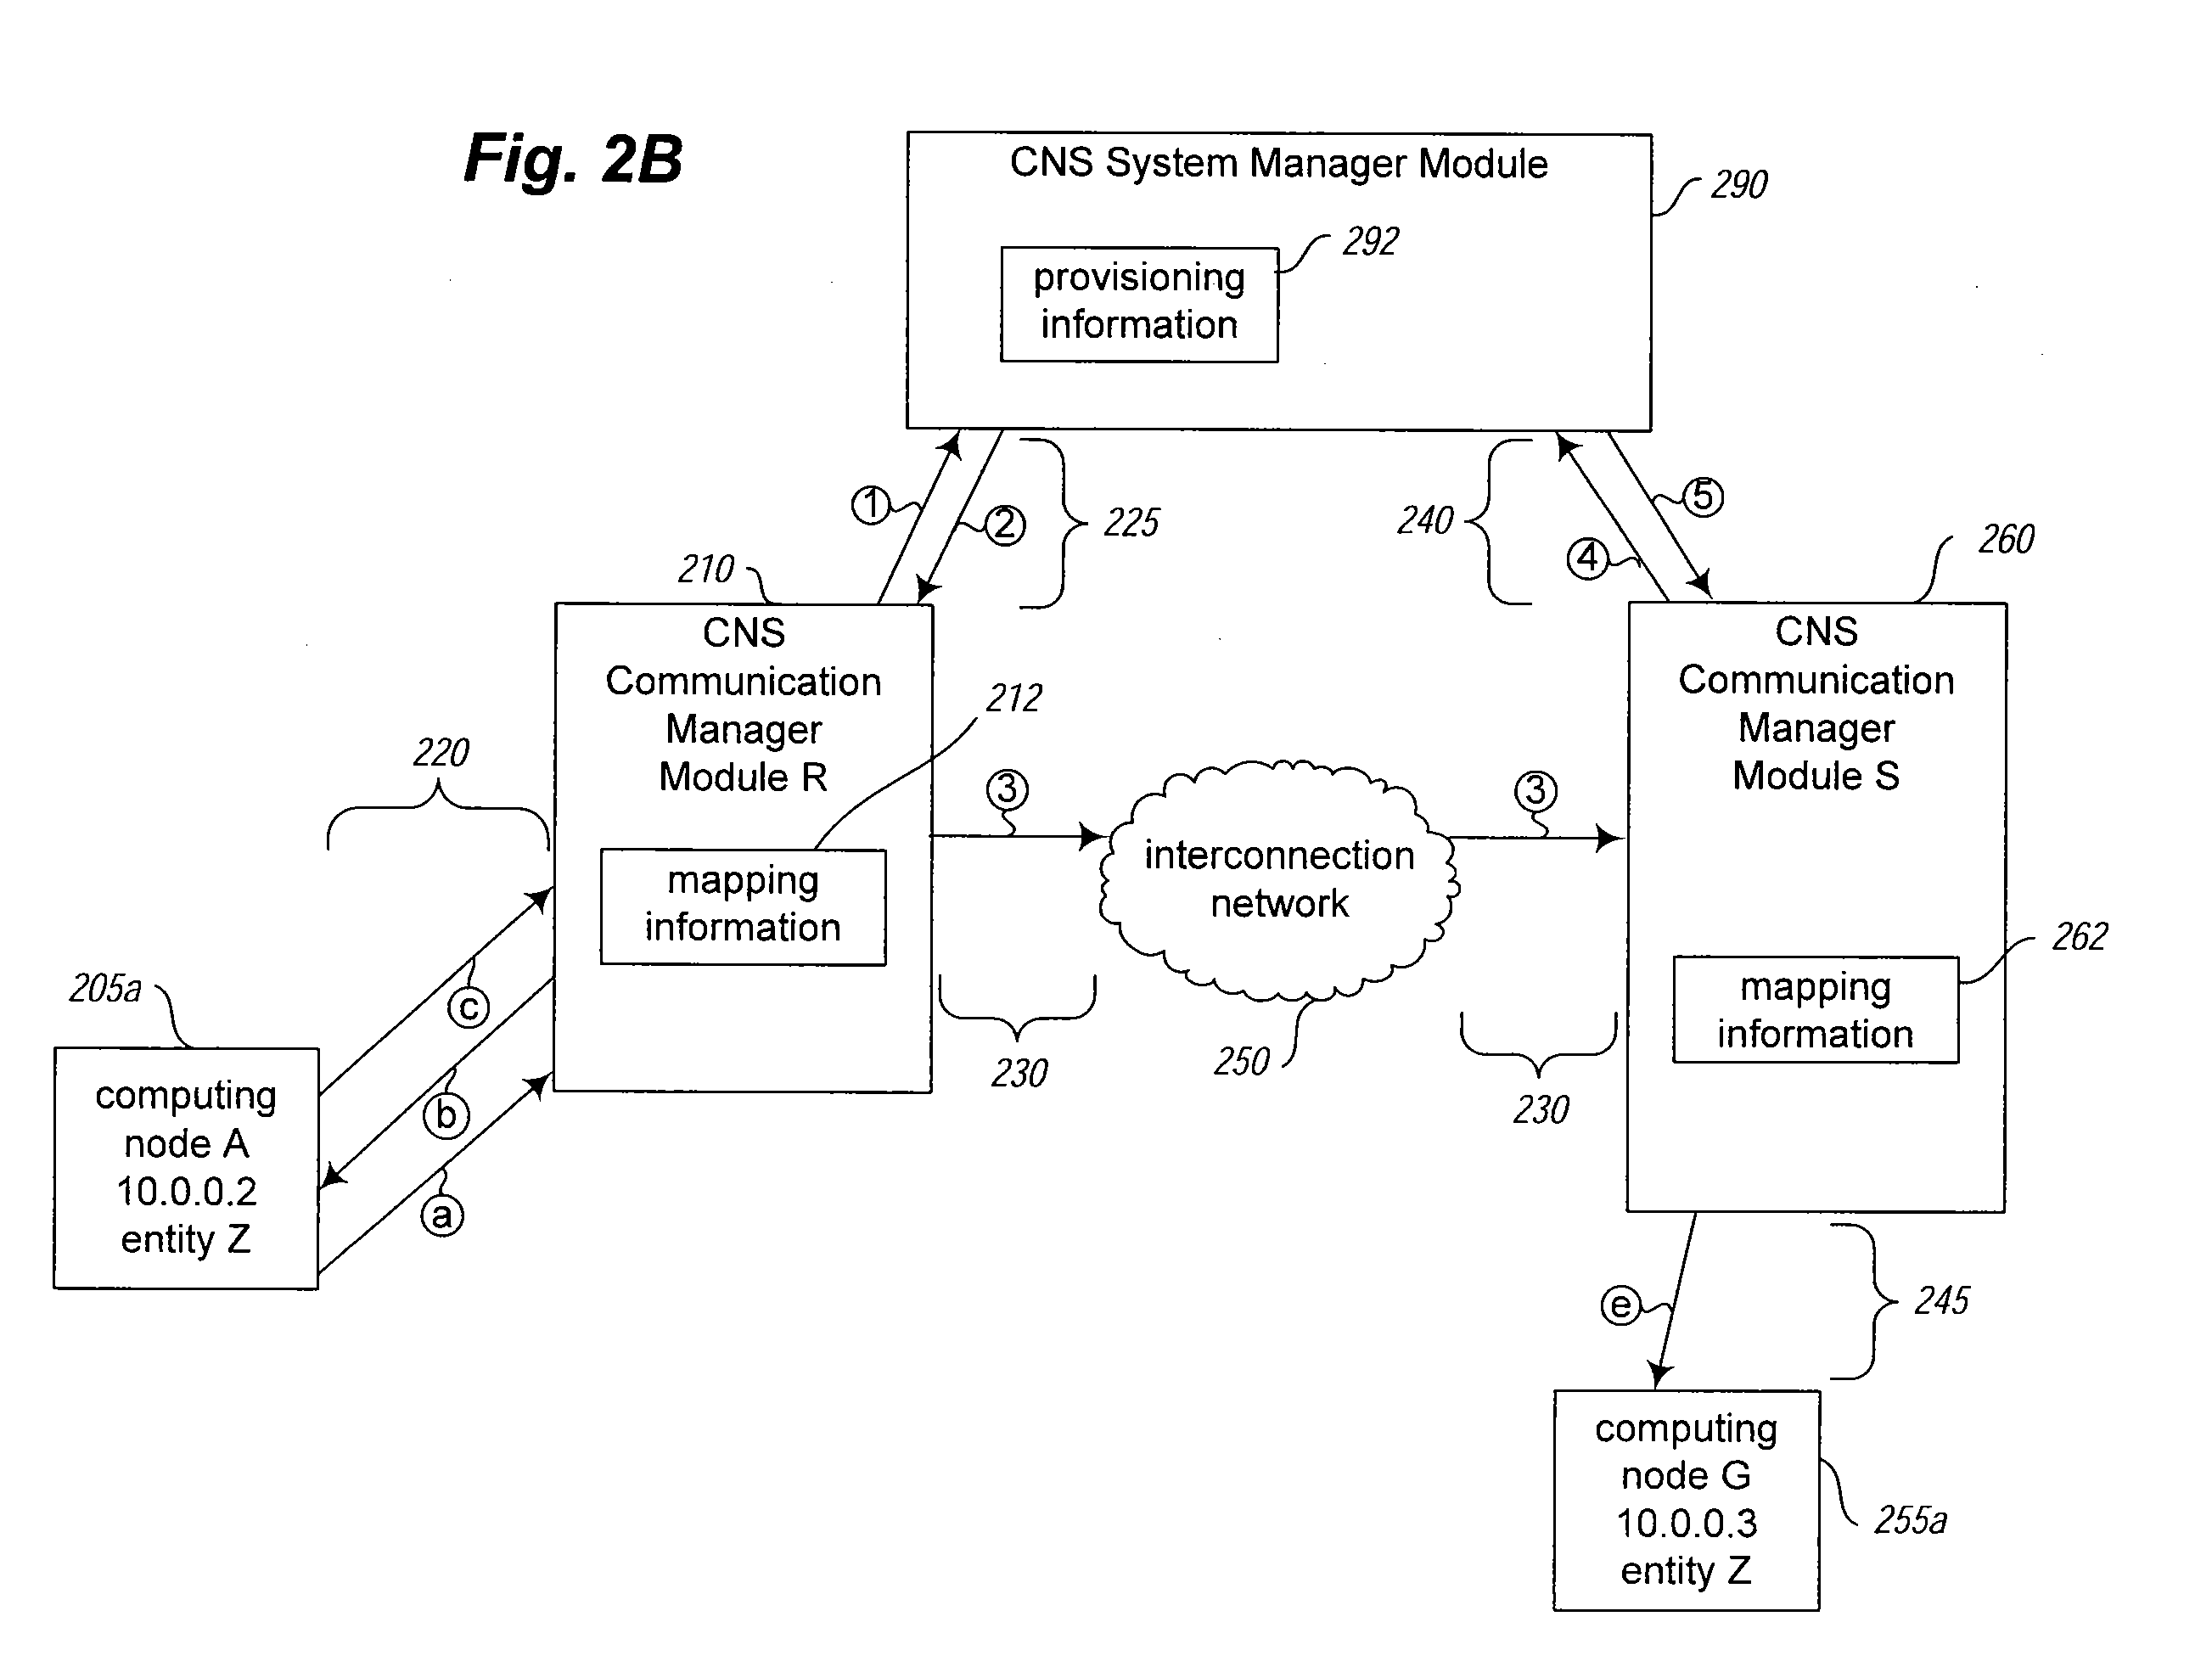 Fig. 2B
CNS System Manager Module
290
292
provisioning
information
1
2
225
240
5
4
210
260
CNS
Communication
Manager
Module R
212
mapping
information
CNS
Communication
Manager
Module S
262
mapping
information
220
3
3
interconnection
network
230
250
230
205a
c
b
a
computing
node A
10.0.0.2
entity Z
e
245
computing
node G
10.0.0.3
entity Z
255a